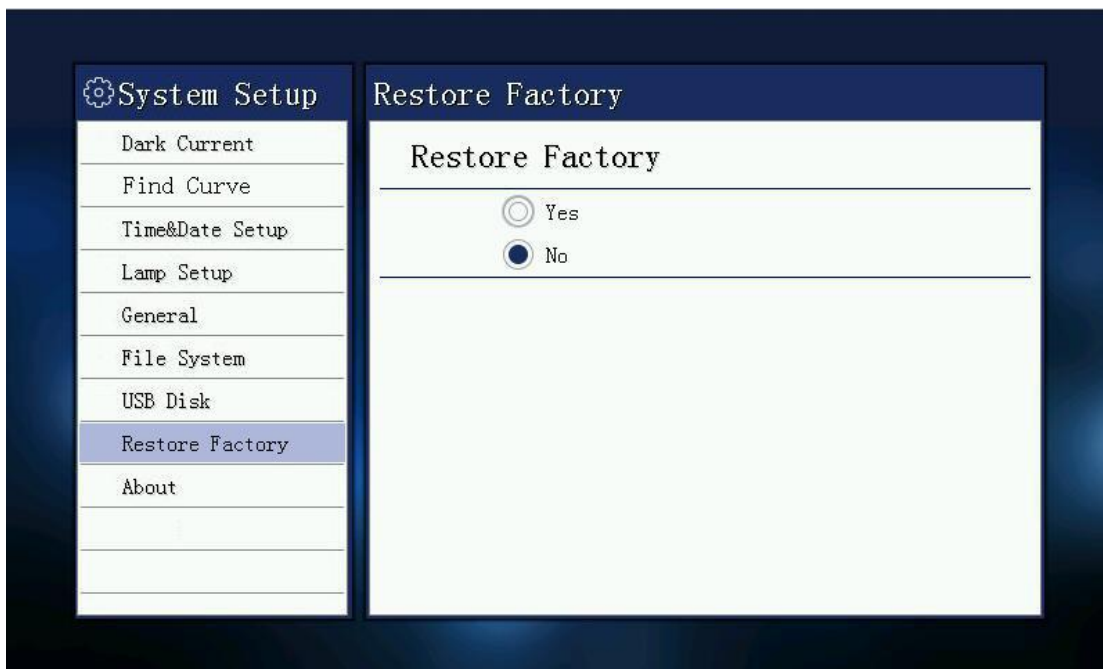 System Setup
Dark Current
Find Curve
Time&Date Setup
Lamp Setup
General
File System
USB Disk
Restore Factory
About
Restore Factory
Restore Factory
Yes
No